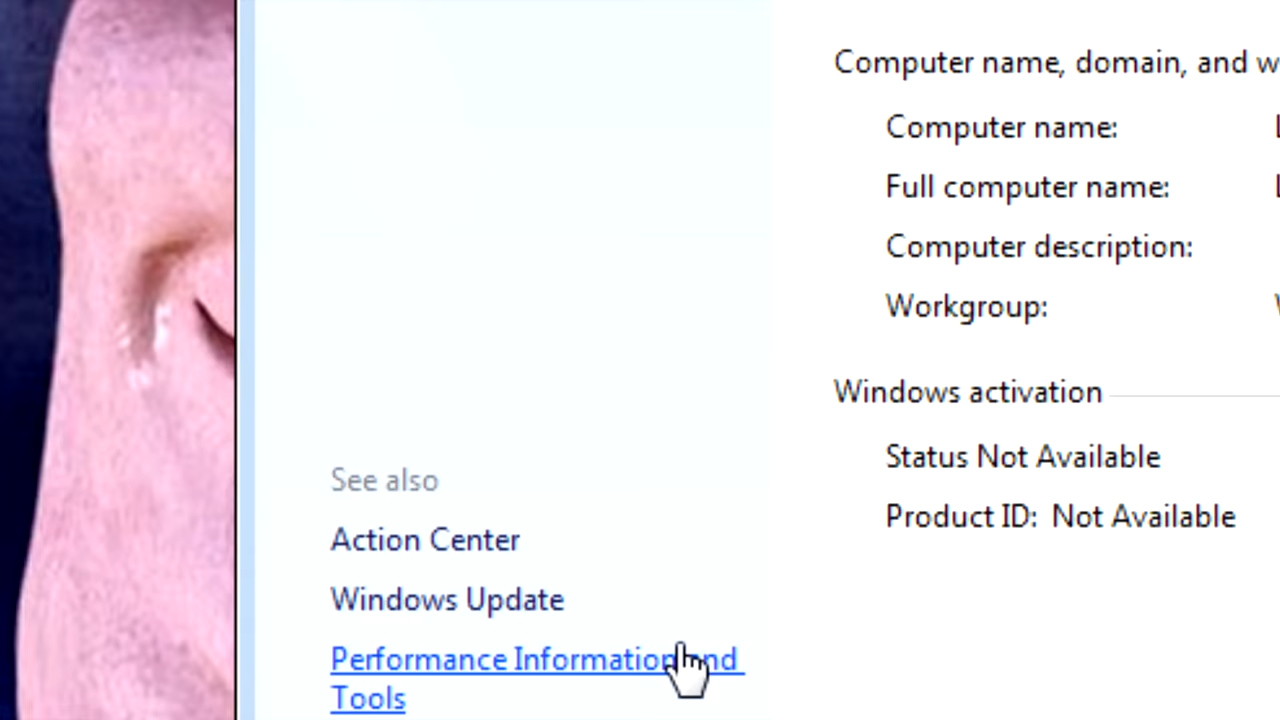 Computer name, domain, and w
Computer name:
Full computer name:
Computer description:
Workgroup:
Windows activation
Status Not Available
Product ID: Not Available
See also
Action Center
Windows Update
Performance Information and
Tools